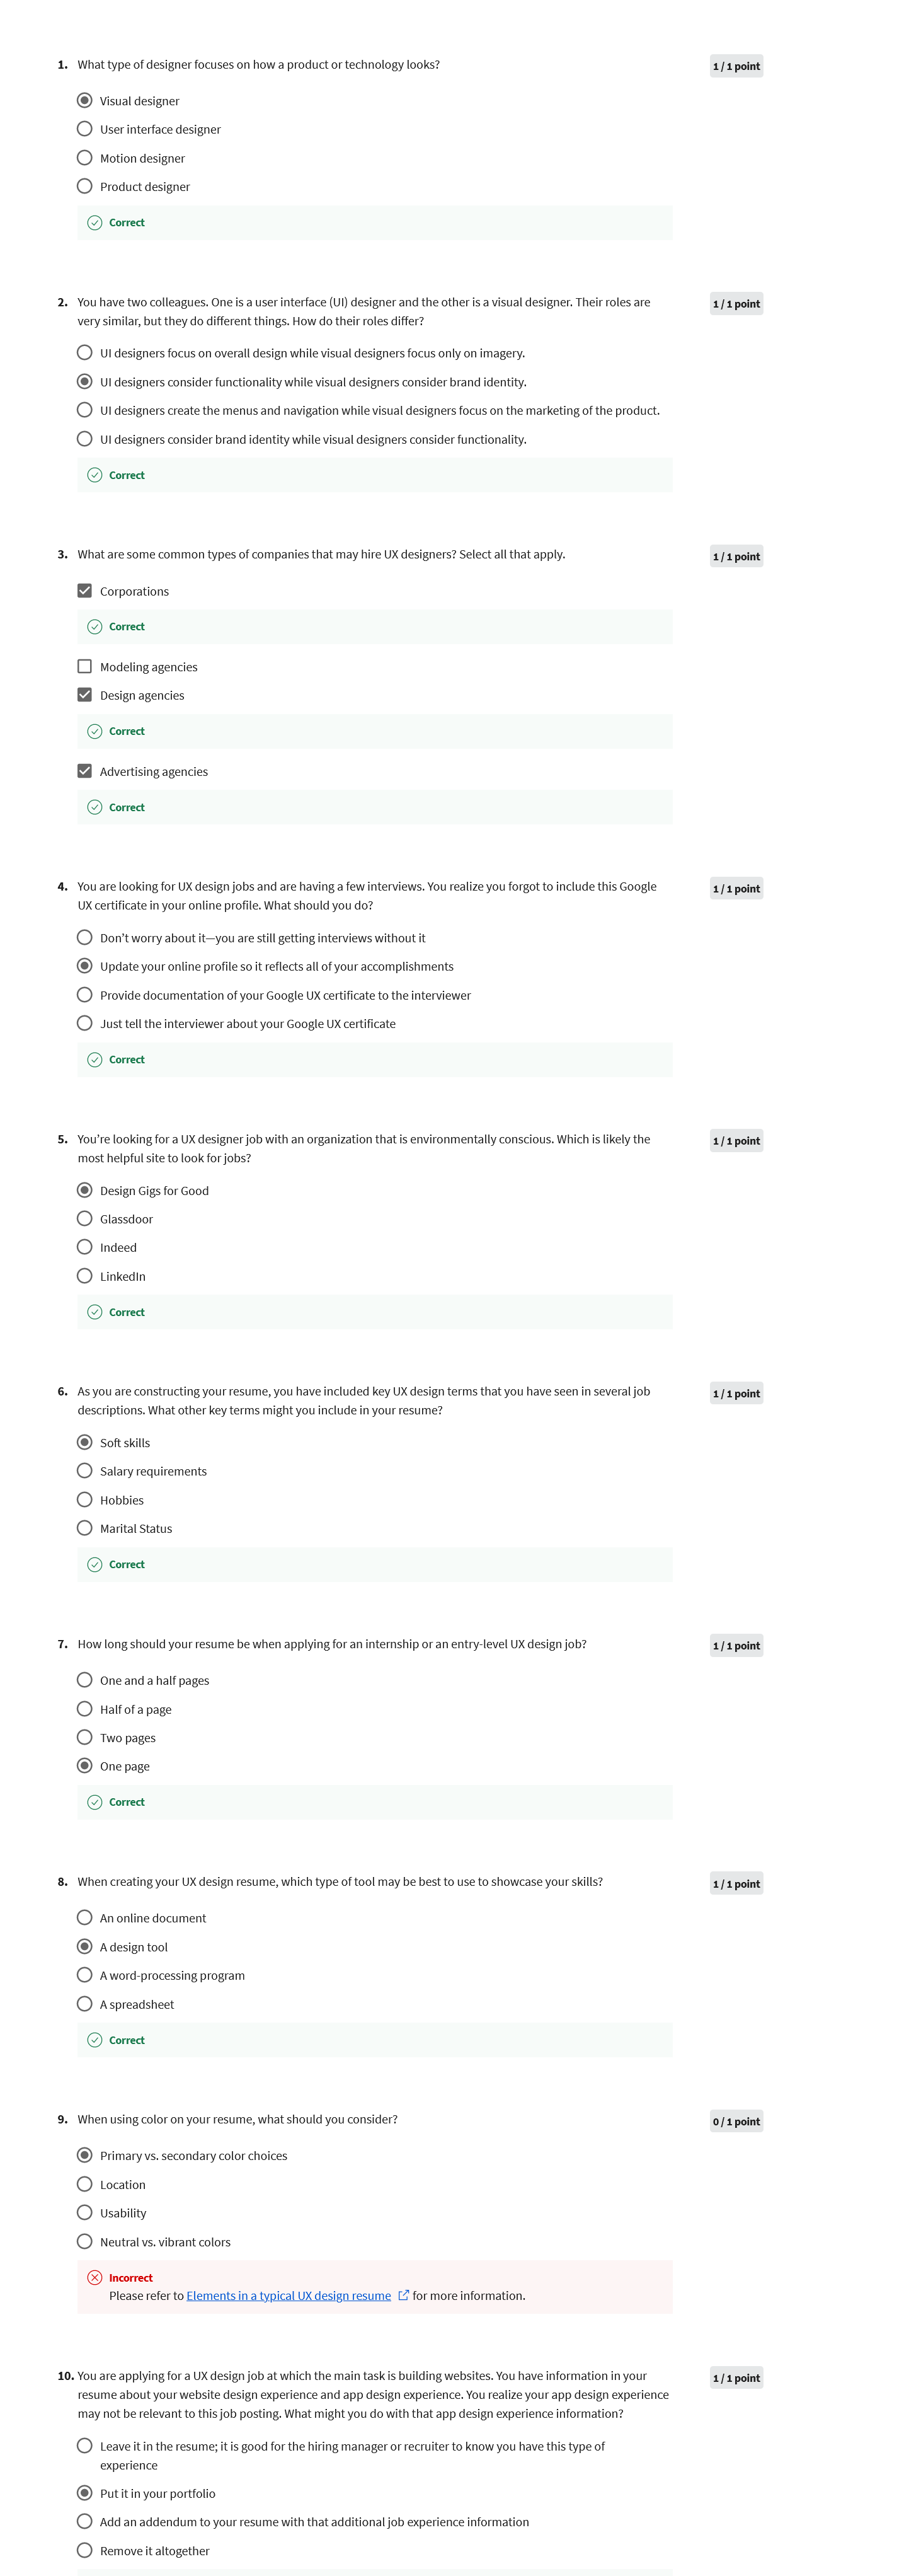 1. What type of designer focuses on how a product or technology looks?
1 / 1 point
Visual designer
User interface designer
Motion designer
Product designer
Correct
2. You have two colleagues. One is a user interface (UI) designer and the other is a visual designer. Their roles are
very similar, but they do different things. How do their roles differ?
1 / 1 point
UI designers focus on overall design while visual designers focus only on imagery.
UI designers consider functionality while visual designers consider brand identity.
UI designers create the menus and navigation while visual designers focus on the marketing of the product.
UI designers consider brand identity while visual designers consider functionality.
Correct
3. What are some common types of companies that may hire UX designers? Select all that apply.
1 / 1 point
Corporations
Correct
Modeling agencies
Design agencies
Correct
Advertising agencies
Correct
4. You are looking for UX design jobs and are having a few interviews. You realize you forgot to include this Google
UX certificate in your online profile. What should you do?
1 / 1 point
Don't worry about it—you are still getting interviews without it
Update your online profile so it reflects all of your accomplishments
Provide documentation of your Google UX certificate to the interviewer
Just tell the interviewer about your Google UX certificate
Correct
5. You're looking for a UX designer job with an organization that is environmentally conscious. Which is likely the
most helpful site to look for jobs?
1 / 1 point
Design Gigs for Good
Glassdoor
Indeed
LinkedIn
Correct
6. As you are constructing your resume, you have included key UX design terms that you have seen in several job
descriptions. What other key terms might you include in your resume?
1 / 1 point
Soft skills
Salary requirements
Hobbies
Marital Status
Correct
7. How long should your resume be when applying for an internship or an entry-level UX design job?
1 / 1 point
One and a half pages
Half of a page
Two pages
One page
Correct
8. When creating your UX design resume, which type of tool may be best to use to showcase your skills?
1 / 1 point
An online document
A design tool
A word-processing program
A spreadsheet
Correct
9. When using color on your resume, what should you consider?
0 / 1 point
Primary vs. secondary color choices
Location
Usability
Neutral vs. vibrant colors
Incorrect
Please refer to Elements in a typical UX design resume for more information.
10. You are applying for a UX design job at which the main task is building websites. You have information in your
resume about your website design experience and app design experience. You realize your app design experience
may not be relevant to this job posting. What might you do with that app design experience information?
1 / 1 point
Leave it in the resume; it is good for the hiring manager or recruiter to know you have this type of
experience
Put it in your portfolio
Add an addendum to your resume with that additional job experience information
Remove it altogether